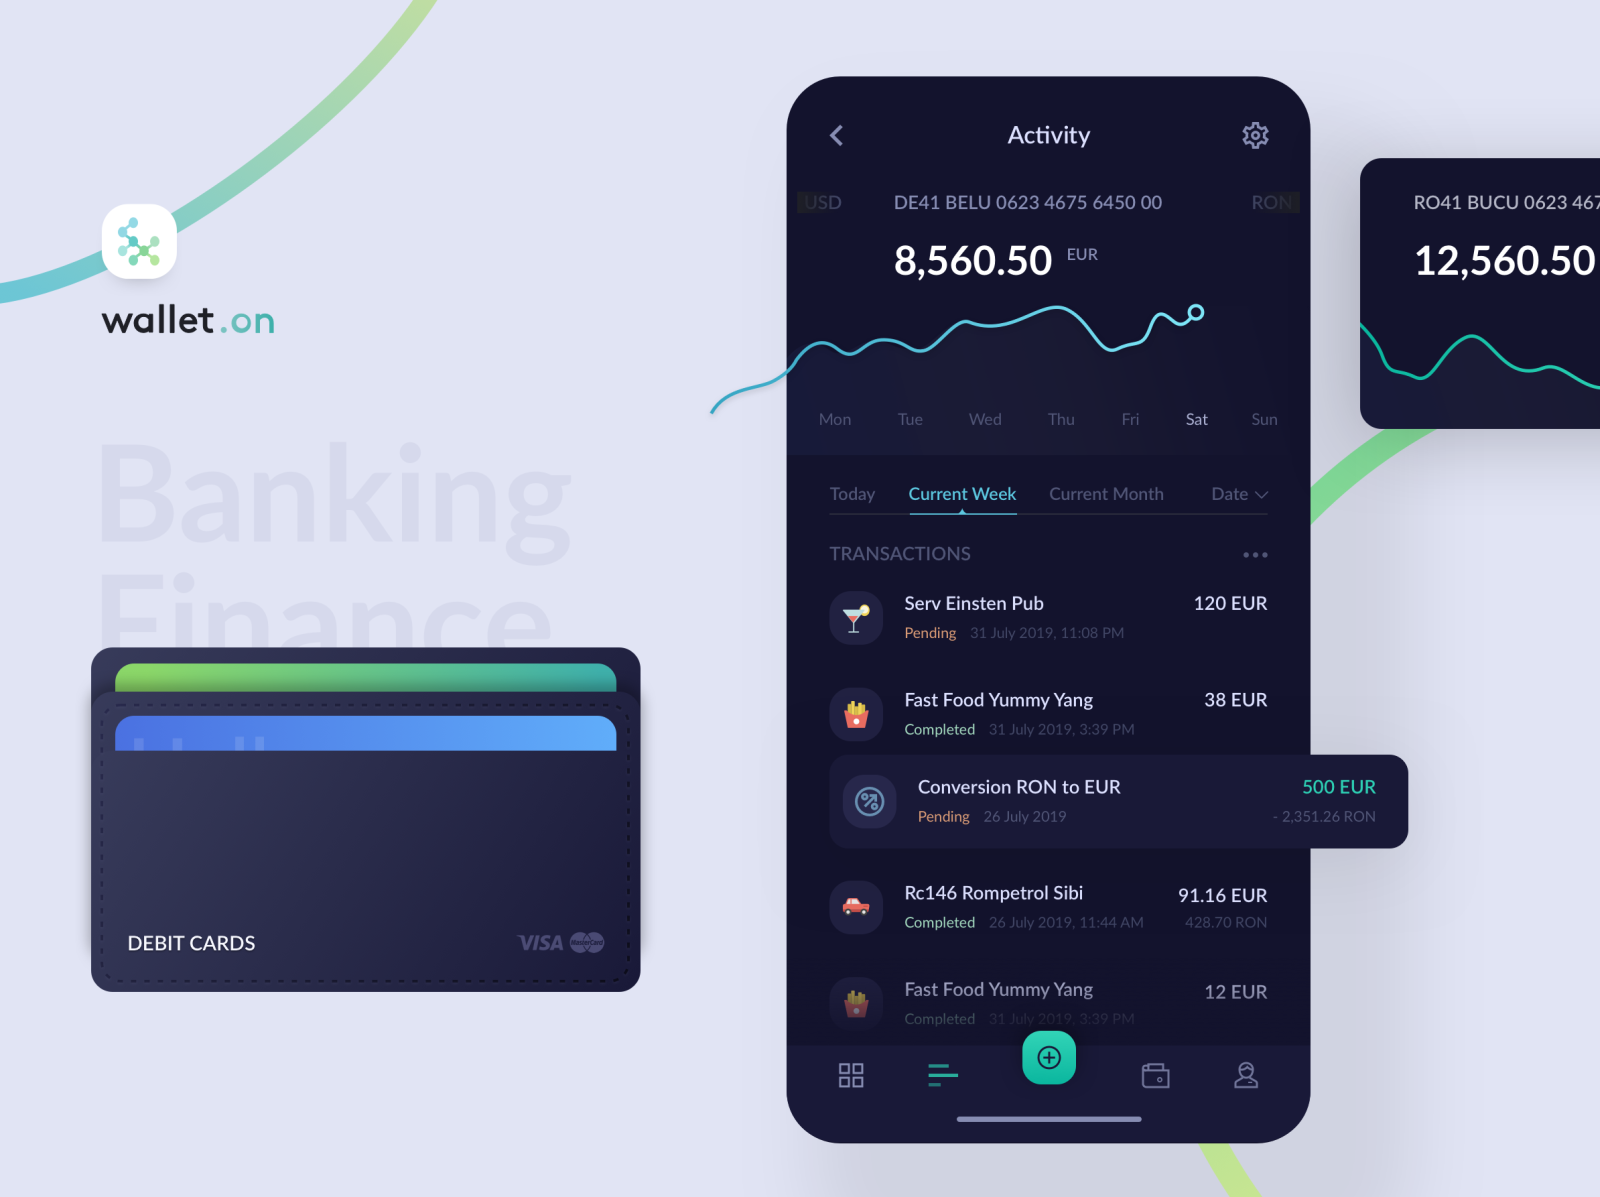 wallet.on
Banking
Finance
DEBIT CARDS
VISA
MasterCard
Activity
USD
DE41 BELU 0623 4675 6450 00
RON
8,560.50 EUR
Mon Tue Wed Thu Fri Sat Sun
Today Current Week Current Month Date
TRANSACTIONS
Serv Einsten Pub 120 EUR
Pending 31 July 2019, 11:08 PM
Fast Food Yummy Yang 38 EUR
Completed 31 July 2019, 3:39 PM
Conversion RON to EUR 500 EUR
Pending 26 July 2019 - 2,351.26 RON
Rc146 Rompetrol Sibi 91.16 EUR
Completed 26 July 2019, 11:44 AM 428.70 RON
Fast Food Yummy Yang 12 EUR
Completed 31 July 2019, 3:39 PM
RO41 BUCU 0623 467
12,560.50